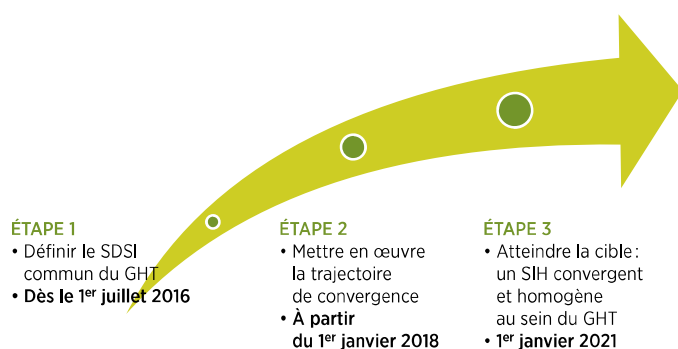 ÉTAPE 1
• Définir le SDSI
commun du GHT
• Dès le 1er juillet 2016
ÉTAPE 2
• Mettre en œuvre
la trajectoire
de convergence
• À partir
du 1er janvier 2018
ÉTAPE 3
• Atteindre la cible :
un SIH convergent
et homogène
au sein du GHT
• 1er janvier 2021